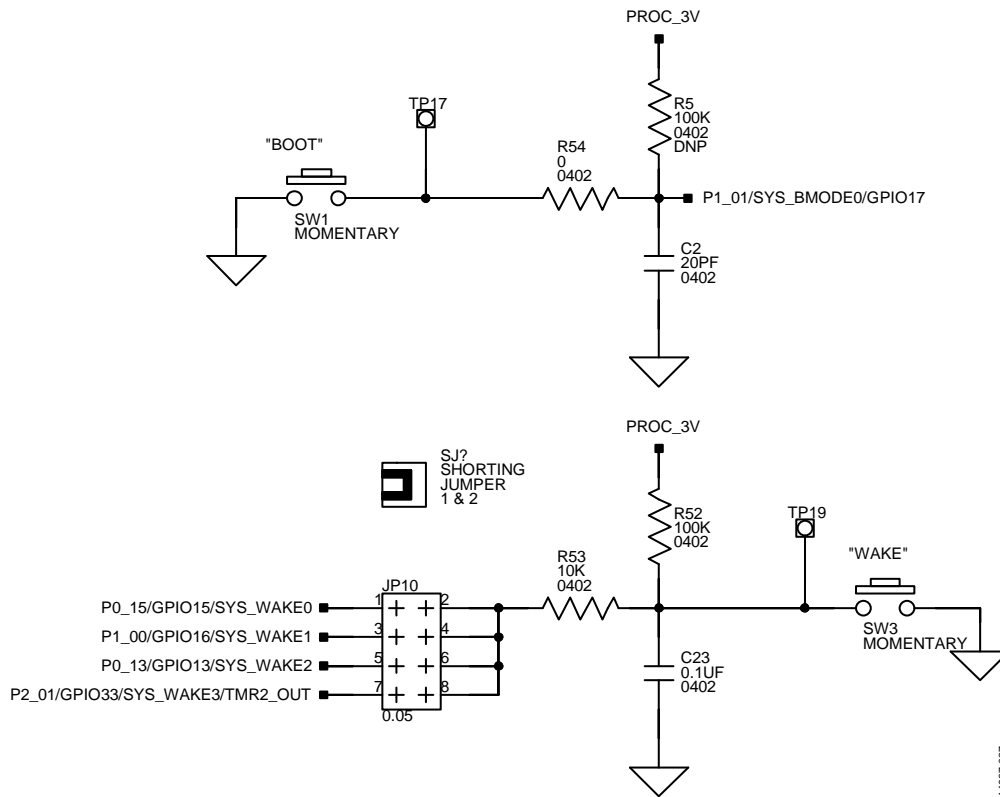 PROC_3V
TP17
R5
100K
0402
DNP
"BOOT"
R54
0
0402
P1_01/SYS_BMODE0/GPIO17
SW1
MOMENTARY
C2
20PF
0402
PROC_3V
SJ?
SHORTING
JUMPER
1 & 2
R52
100K
0402
TP19
"WAKE"
R53
10K
0402
JP10
P0_15/GPIO15/SYS_WAKE0
1
2
P1_00/GPIO16/SYS_WAKE1
3
4
P0_13/GPIO13/SYS_WAKE2
5
6
P2_01/GPIO33/SYS_WAKE3/TMR2_OUT
7
8
0.05
SW3
MOMENTARY
C23
0.1UF
0402